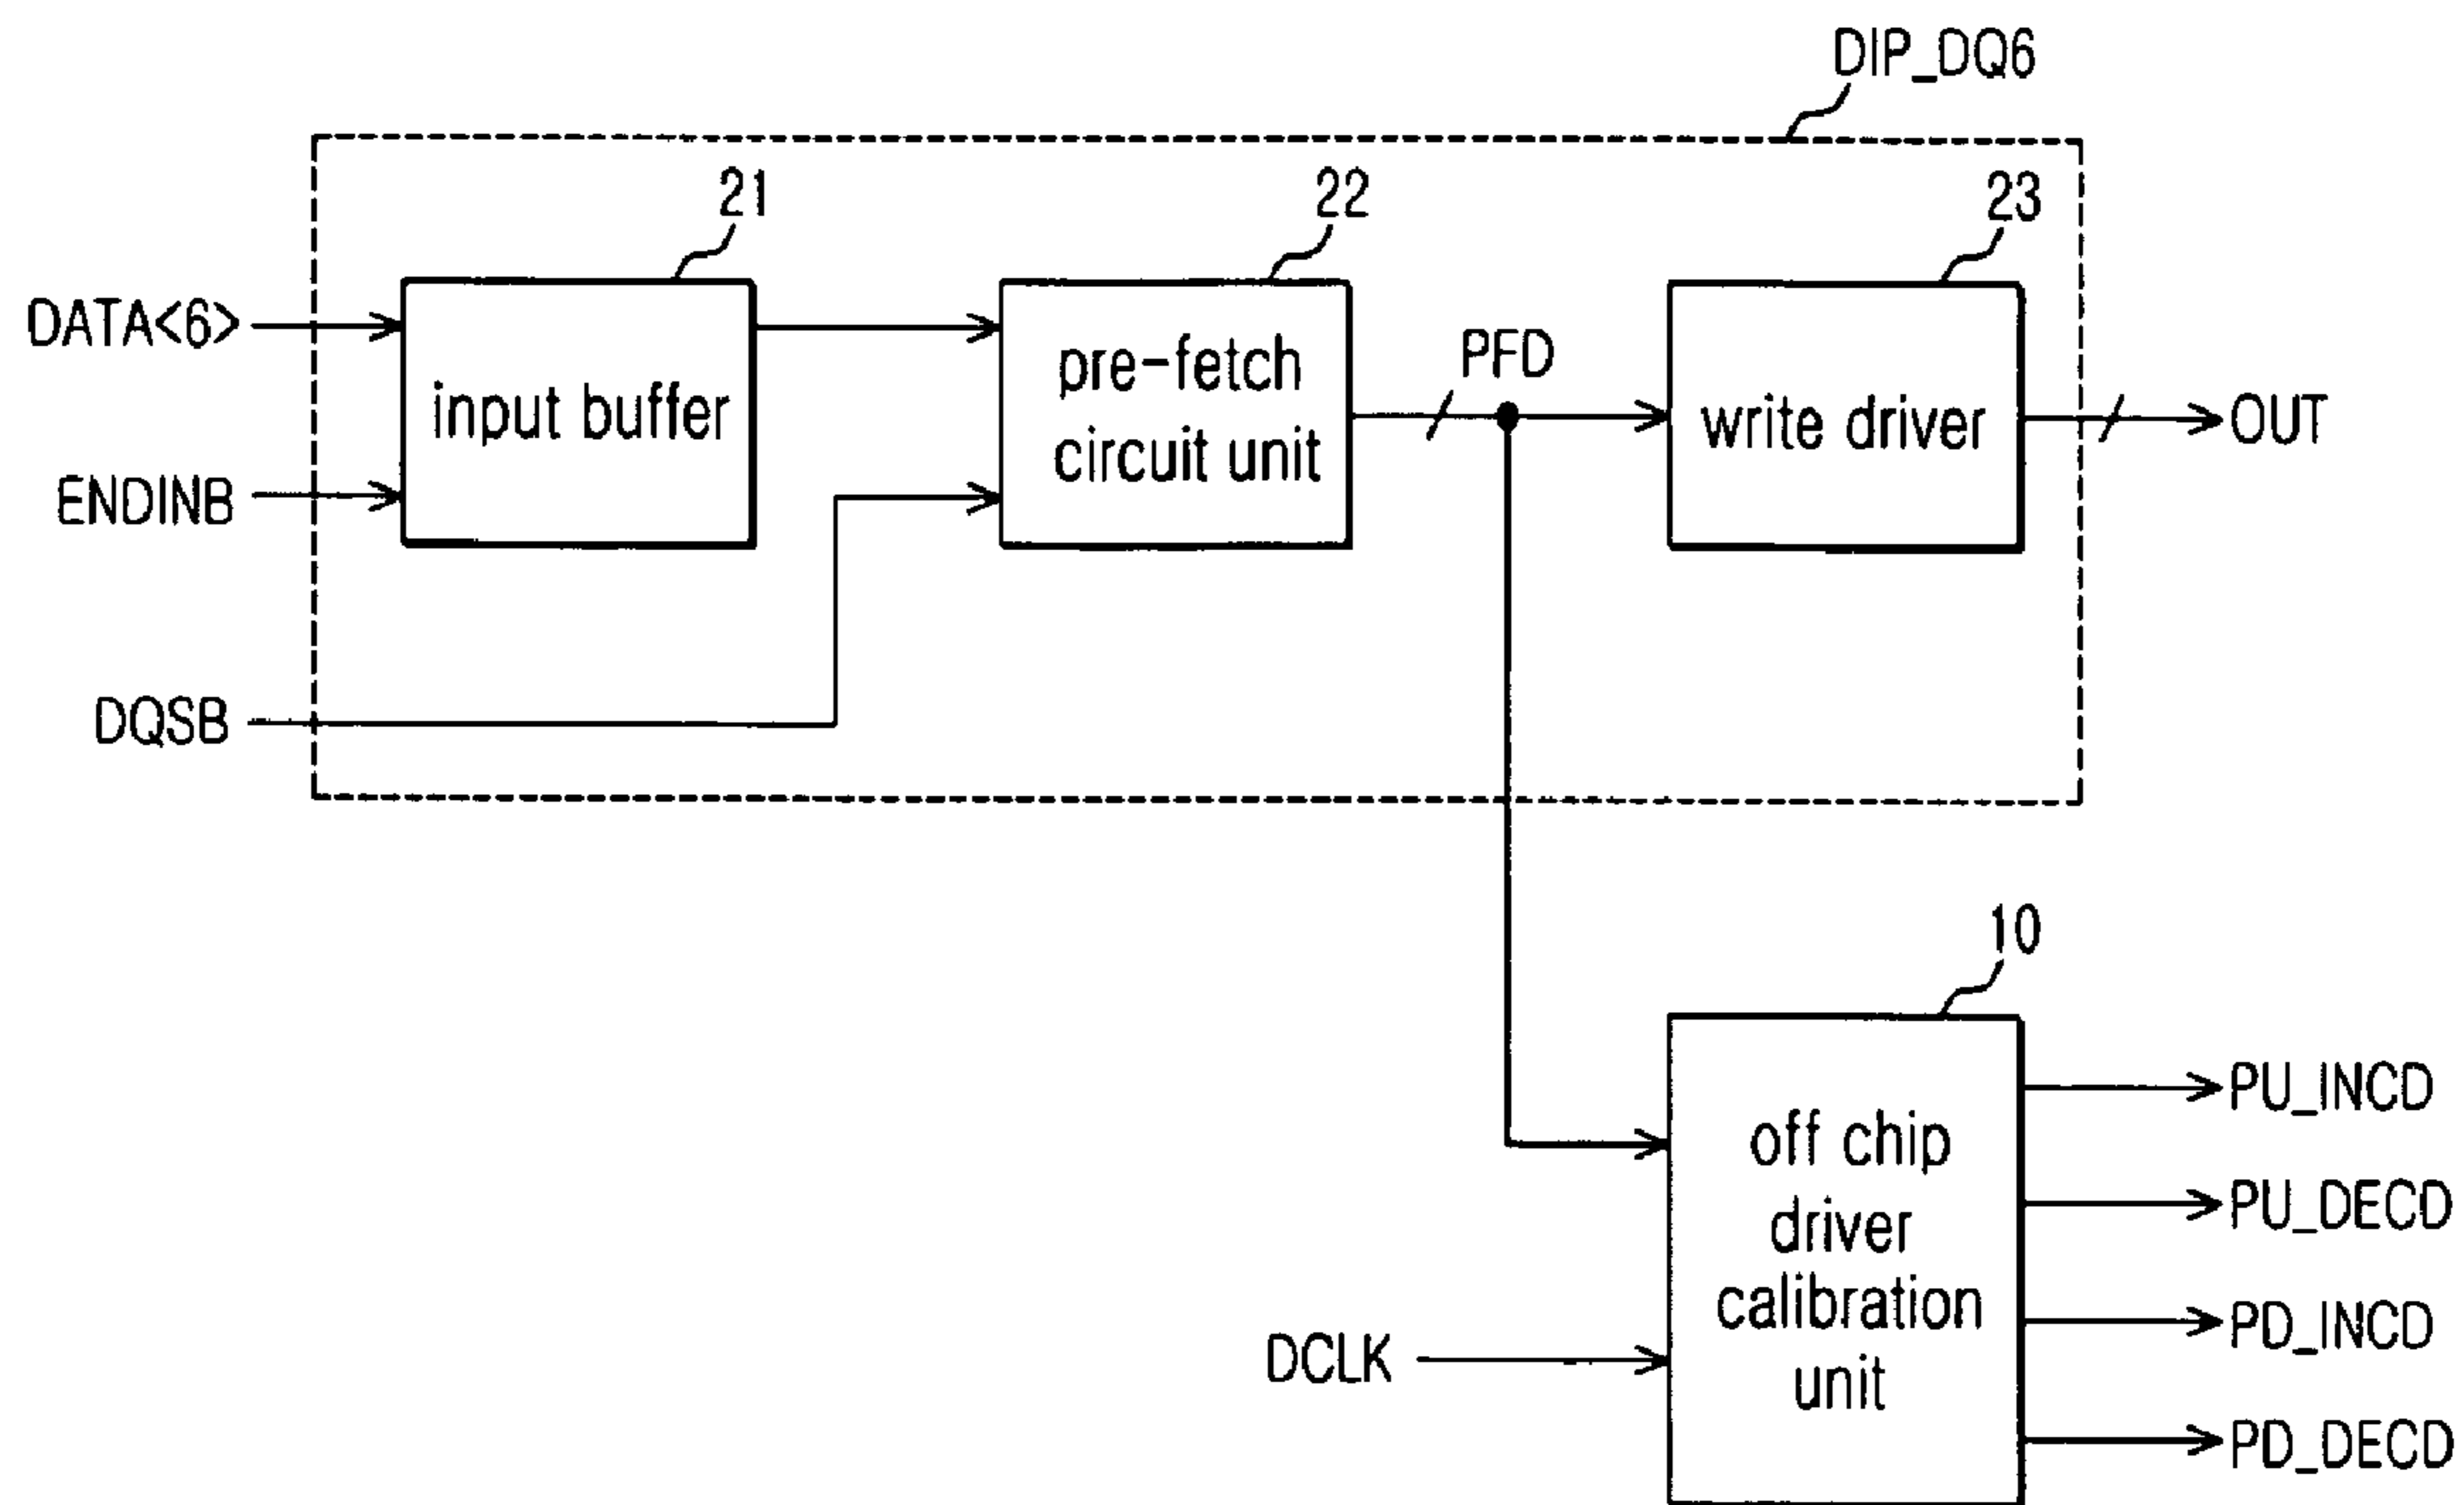 DIP_DQ6
21
22
23
DATA<6>
ENDINB
DQSB
input buffer
pre-fetch
circuit unit
PFD
write driver
OUT
10
DCLK
off chip
driver
calibration
unit
PU_INCD
PU_DECD
PD_INCD
PD_DECD